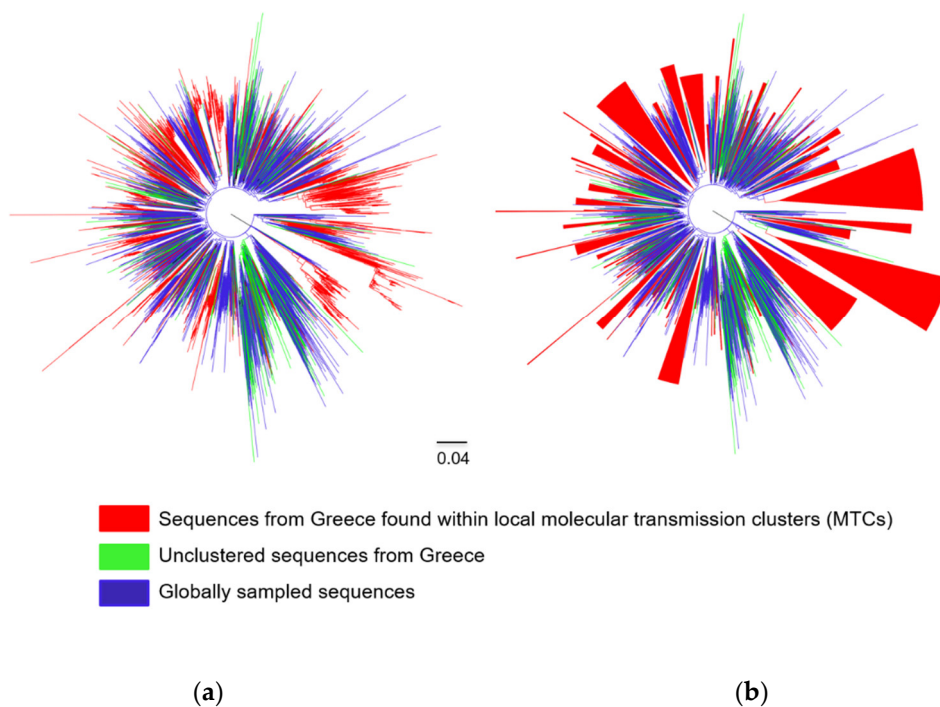 0.04
Sequences from Greece found within local molecular transmission clusters (MTCs)
Unclustered sequences from Greece
Globally sampled sequences
(a)
(b)